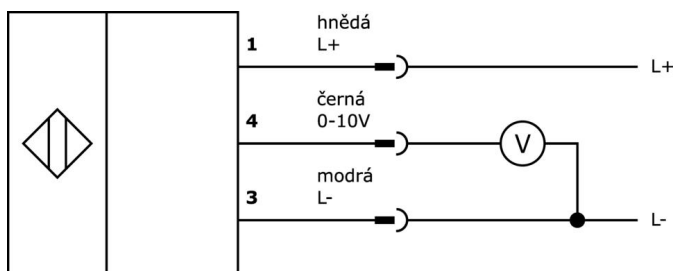 hnědá
1 L+
L+
černá
4 0-10V
V
modrá
3 L-
L-